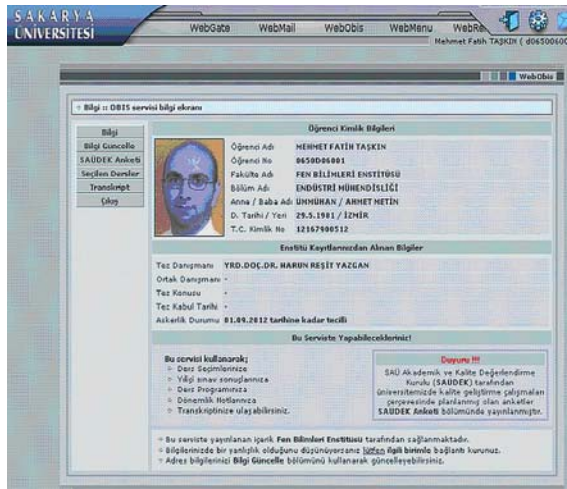 SAKARYA
ÜNİVERSİTESİ
WebGate WebMail WebObis WebMenu WebRe
Mehmet Fatih TAŞKIN ( d0650600
WebObis
Bilgi :: OBIS servisi bilgi ekranı
Bilgi
Bilgi Güncelle
SAÜDEK Anketi
Seçilen Dersler
Transkript
Çıkış
Öğrenci Kimlik Bilgileri
Öğrenci Adı MEHMET FATİH TAŞKIN
Öğrenci No 0650D06001
Fakülte Adı FEN BİLİMLERİ ENSTİTÜSÜ
Bölüm Adı ENDÜSTRİ MÜHENDİSLİĞİ
Anne / Baba Adı ÜMMÜHAN / AHMET METİN
D. Tarihi / Yeri 29.5.1981 / İZMİR
T.C. Kimlik No 12167900512
Enstitü Kayıtlarından Alınan Bilgiler
Tez Danışmanı YRD.DOÇ.DR. HARUN REŞİT YAZGAN
Ortak Danışmanı -
Tez Konusu -
Tez Kabul Tarihi -
Askerlik Durumu 01.09.2012 tarihine kadar tecilli
Bu Serviste Yapabilecekleriniz!
Bu servisi kullanarak;
Ders Seçimlerinize
Yıliçi sınav sonuçlarınıza
Ders Programınıza
Dönemlik Notlarınıza
Transkriptinize ulaşabilirsiniz.
Duyuru !!!
SAÜ Akademik ve Kalite Değerlendirme
Kurulu (SAÜDEK) tarafından
üniversitemizde kalite geliştirme çalışmaları
çerçevesinde planlanmış olan anketler
SAÜDEK Anketi bölümünde yayınlanmıştır.
Bu serviste yayınlanan içerik Fen Bilimleri Enstitüsü tarafından sağlanmaktadır.
Bilgilerinizde bir yanlışlık olduğunu düşünüyorsanız lütfen ilgili birimle bağlantı kurunuz.
Adres bilgilerinizi Bilgi Güncelle bölümünü kullanarak güncelleyebilirsiniz.